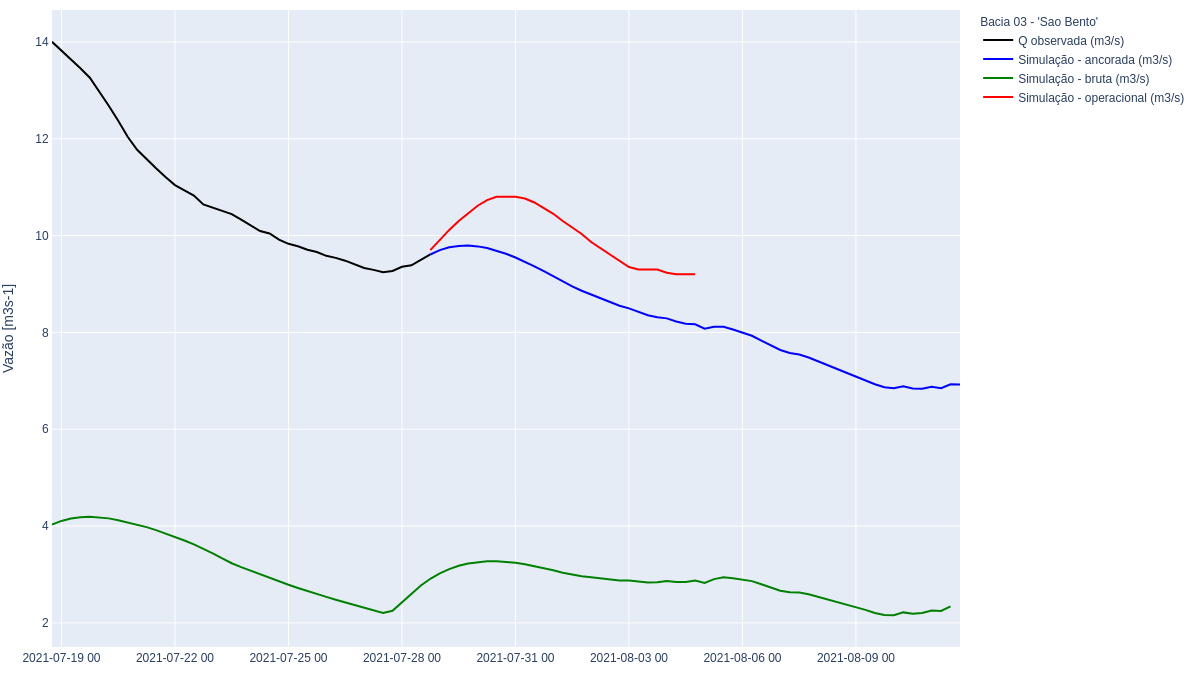 Bacia 03 - 'Sao Bento'
Q observada (m3/s)
Simulação - ancorada (m3/s)
Simulação - bruta (m3/s)
Simulação - operacional (m3/s)
Vazão [m3s-1]
14
12
10
8
6
4
2
2021-07-19 00
2021-07-22 00
2021-07-25 00
2021-07-28 00
2021-07-31 00
2021-08-03 00
2021-08-06 00
2021-08-09 00